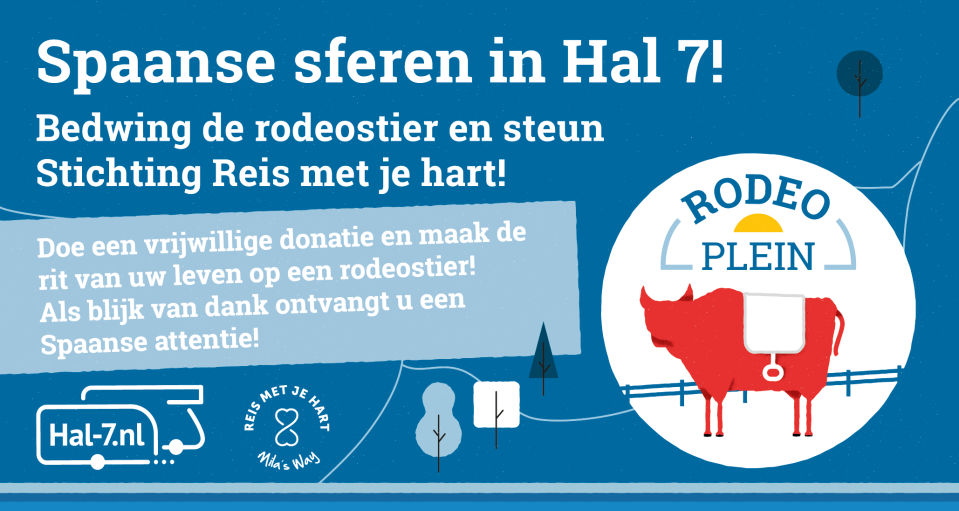 Spaanse sferen in Hal 7!
Bedwing de rodeostier en steun
Stichting Reis met je hart!
Doe een vrijwillige donatie en maak de
rit van uw leven op een rodeostier!
Als blijk van dank ontvangt u een
Spaanse attentie!
RODEO
PLEIN
Hal-7.nl
REIS MET JE HART
Mila's Way